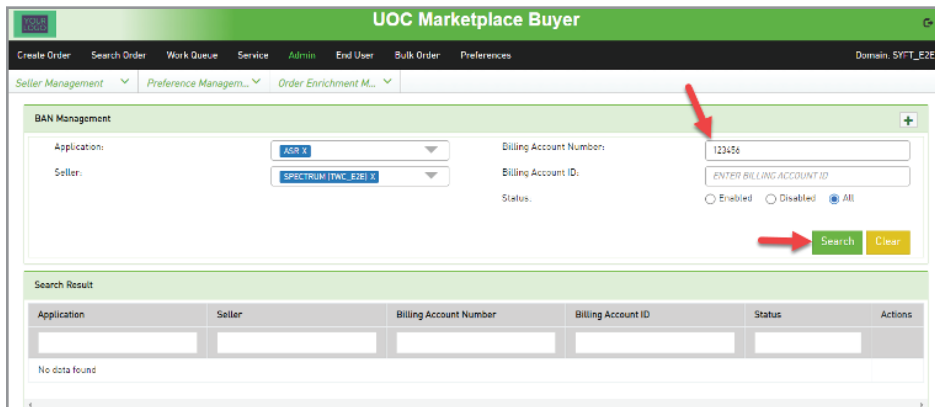 YOUR LOGO
UOC Marketplace Buyer
Create Order Search Order Work Queue Service Admin End User Bulk Order Preferences Domain: SYFT_E2E
Seller Management Preference Managem... Order Enrichment M...
BAN Management
Application: ASR X Billing Account Number: 123456
Seller: SPECTRUM (TWC_E2E) X Billing Account ID: ENTER BILLING ACCOUNT ID
Status. Enabled Disabled All
Search Clear
Search Result
Application Seller Billing Account Number Billing Account ID Status Actions
No data found